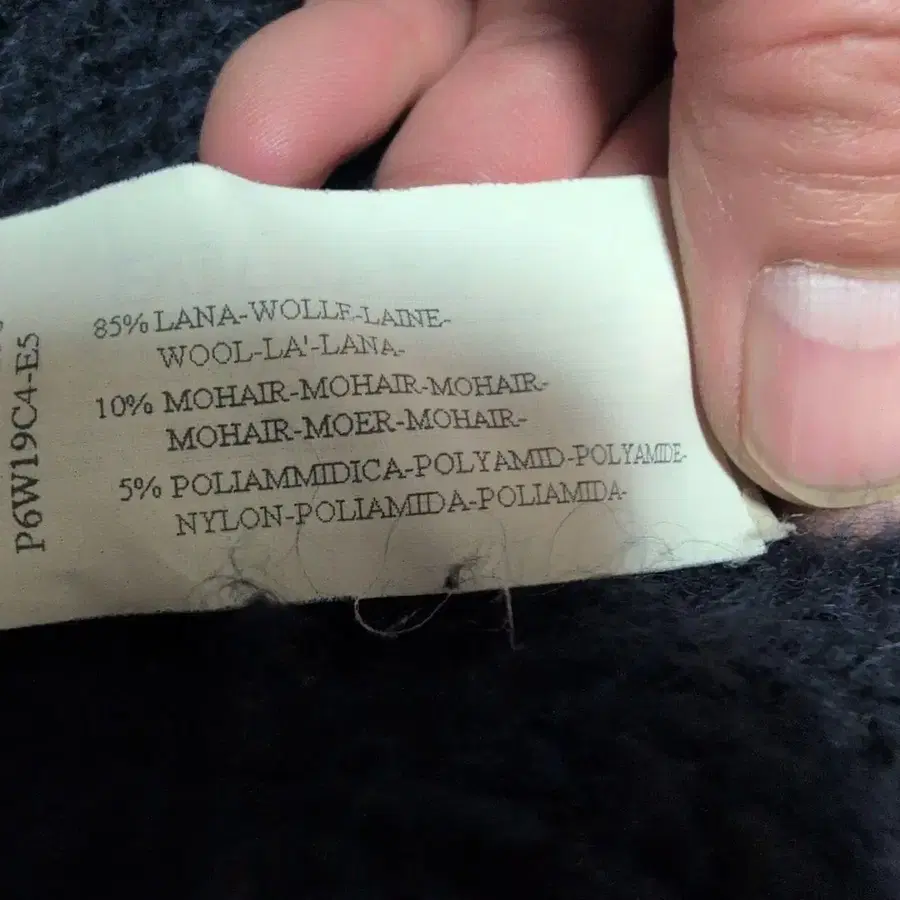 85% LANA-WOLLE-LAINE-
WOOL-LA'-LANA-
10% MOHAIR-MOHAIR-MOHAIR-
MOHAIR-MOER-MOHAIR-
5% POLIAMMIDICA-POLYAMID-POLYAMIDE-
NYLON-POLIAMIDA-POLIAMIDA-
P6W19C4-E5